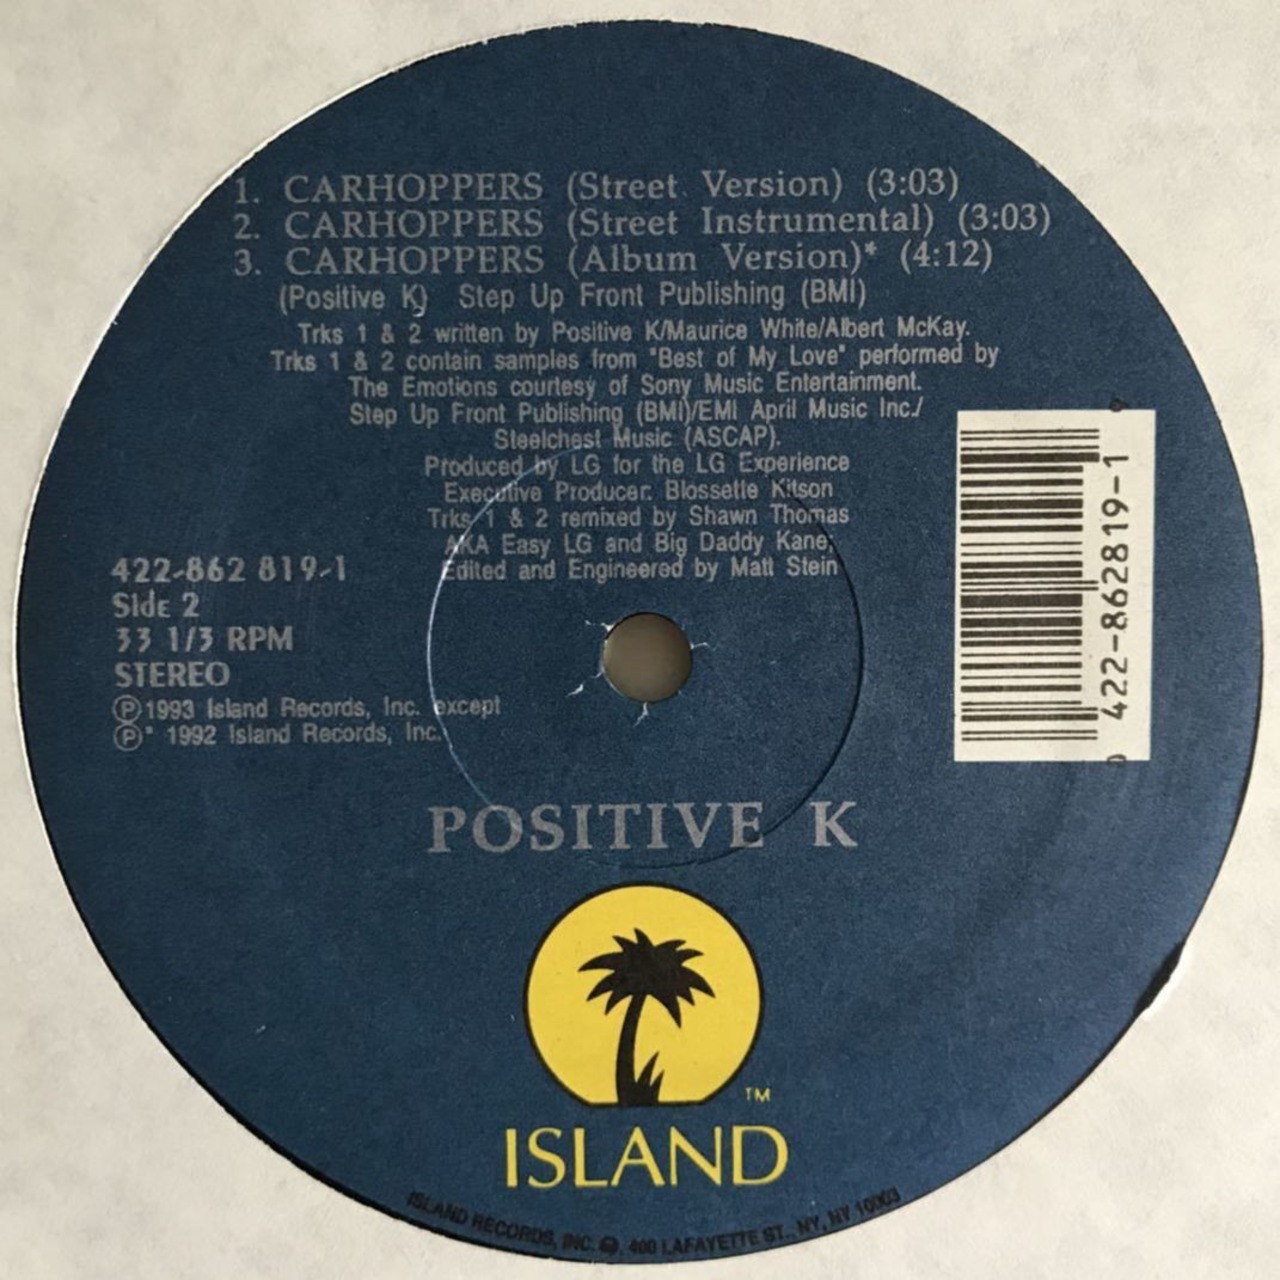 1. CARHOPPERS (Street Version) (3:03)
2. CARHOPPERS (Street Instrumental) (3:03)
3. CARHOPPERS (Album Version)* (4:12)
(Positive K) Step Up Front Publishing (BMI)
Trks 1 & 2 written by Positive K/Maurice White/Albert McKay.
Trks 1 & 2 contain samples from "Best of My Love" performed by
The Emotions courtesy of Sony Music Entertainment.
Step Up Front Publishing (BMI)/EMI April Music Inc./
Steelchest Music (ASCAP).
Produced by LG for the LG Experience
Executive Producer: Blossette Kitson
Trks 1 & 2 remixed by Shawn Thomas
AKA Easy LG and Big Daddy Kane.
Edited and Engineered by Matt Stein
422-862 819-1
Side 2
33 1/3 RPM
STEREO
℗1993 Island Records, Inc. except
℗* 1992 Island Records, Inc.
0 422-862819-1 9
POSITIVE K
TM
ISLAND
ISLAND RECORDS, INC. 400 LAFAYETTE ST., NY, NY 10003